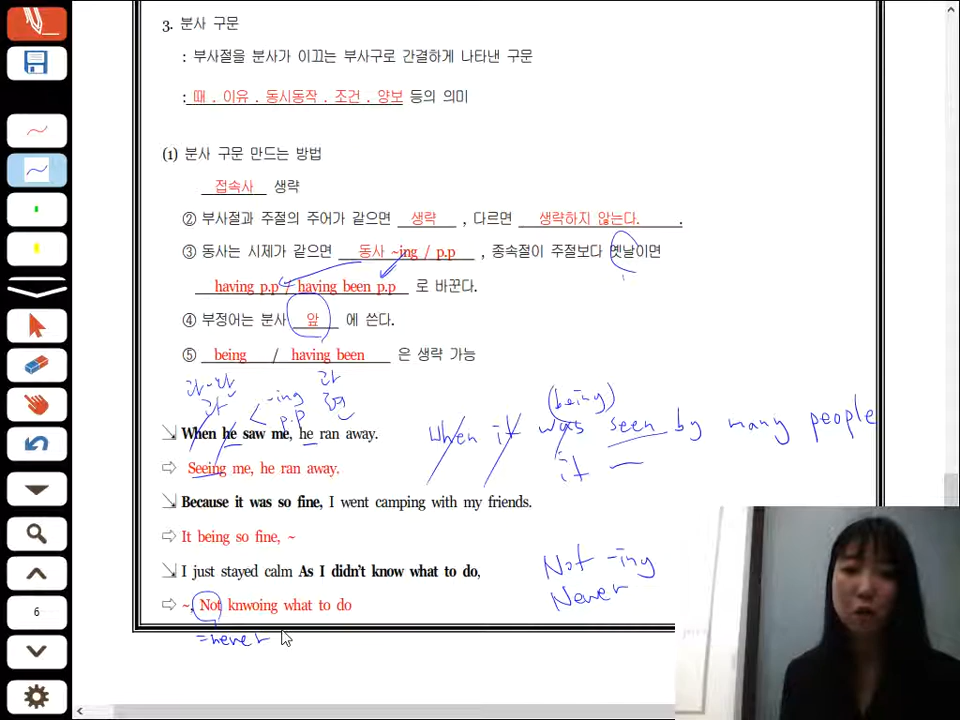 3. 분사 구문
: 부사절을 분사가 이끄는 부사구로 간결하게 나타낸 구문
: 때 . 이유 . 동시동작 . 조건 . 양보 등의 의미
(1) 분사 구문 만드는 방법
접속사 생략
② 부사절과 주절의 주어가 같으면 생략 , 다르면 생략하지 않는다. .
③ 동사는 시제가 같으면 동사 ~ing / p.p , 종속절이 주절보다 옛날이면
having p.p / having been p.p 로 바꾼다.
④ 부정어는 분사 앞 에 쓴다.
⑤ being / having been 은 생략 가능
-ing
p.p
(being)
When he saw me, he ran away.
When it was seen by many people
⇨ Seeing me, he ran away.
it
↘ Because it was so fine, I went camping with my friends.
⇨ It being so fine, ~
Not -ing
↘ I just stayed calm As I didn't know what to do,
Never
⇨ ~, Not knwoing what to do
=never
6